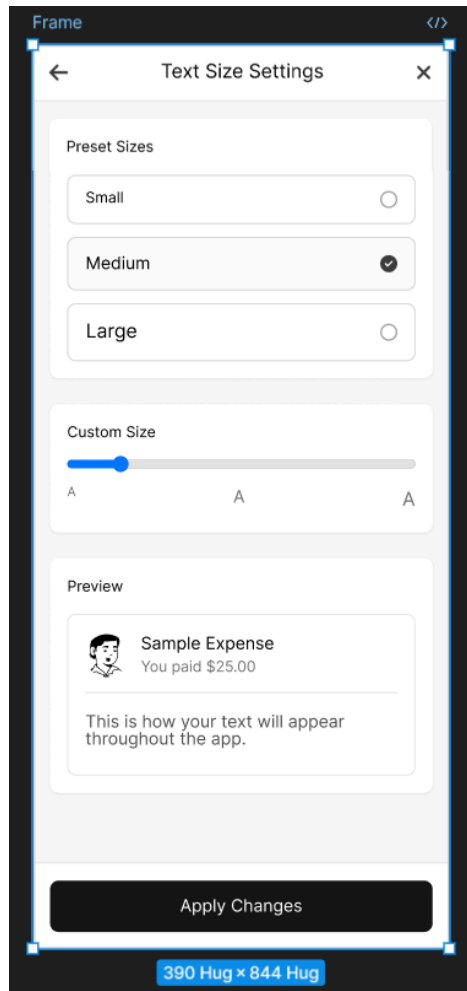 Frame
</>
Text Size Settings
Preset Sizes
Small
Medium
Large
Custom Size
A A A
Preview
Sample Expense
You paid $25.00
This is how your text will appear
throughout the app.
Apply Changes
390 Hug × 844 Hug